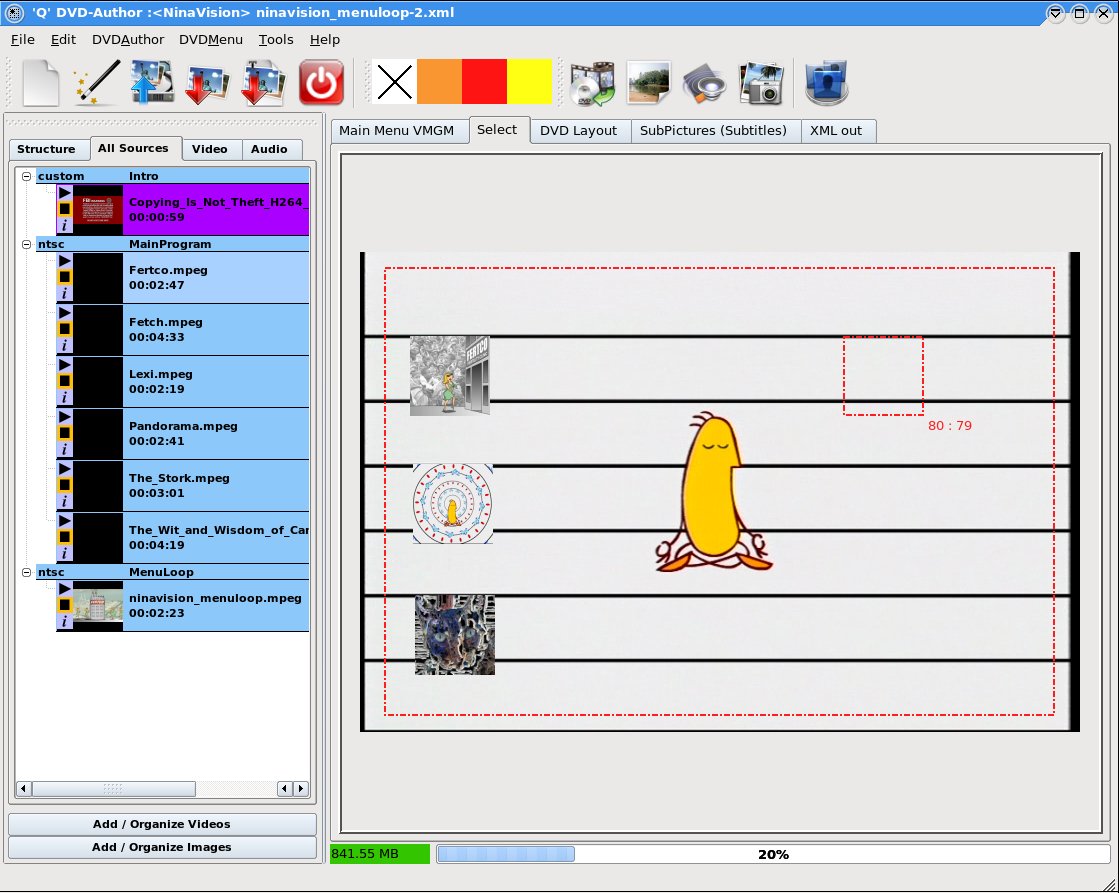 'Q' DVD-Author :<NinaVision> ninavision_menuloop-2.xml
File Edit DVDAuthor DVDMenu Tools Help
DVD
Main Menu VMGM Select DVD Layout SubPictures (Subtitles) XML out
Structure All Sources Video Audio
custom Intro
Copying_Is_Not_Theft_H264_
00:00:59
i
ntsc MainProgram
Fertco.mpeg
00:02:47
i
Fetch.mpeg
00:04:33
i
Lexi.mpeg
00:02:19
i
Pandorama.mpeg
00:02:41
i
The_Stork.mpeg
00:03:01
i
The_Wit_and_Wisdom_of_Car
00:04:19
i
ntsc MenuLoop
ninavision_menuloop.mpeg
00:02:23
i
FERTCO
80 : 79
Add / Organize Videos
Add / Organize Images
841.55 MB 20%